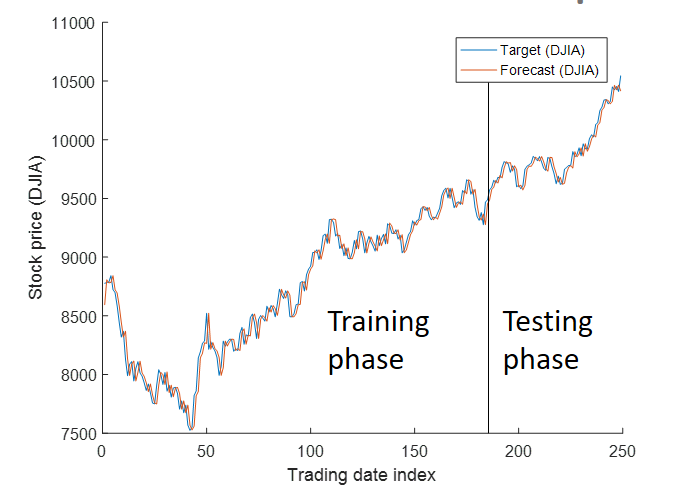 11000
10500
10000
9500
9000
8500
8000
7500
0 50 100 150 200 250
Stock price (DJIA)
Trading date index
Target (DJIA)
Forecast (DJIA)
Training
phase
Testing
phase